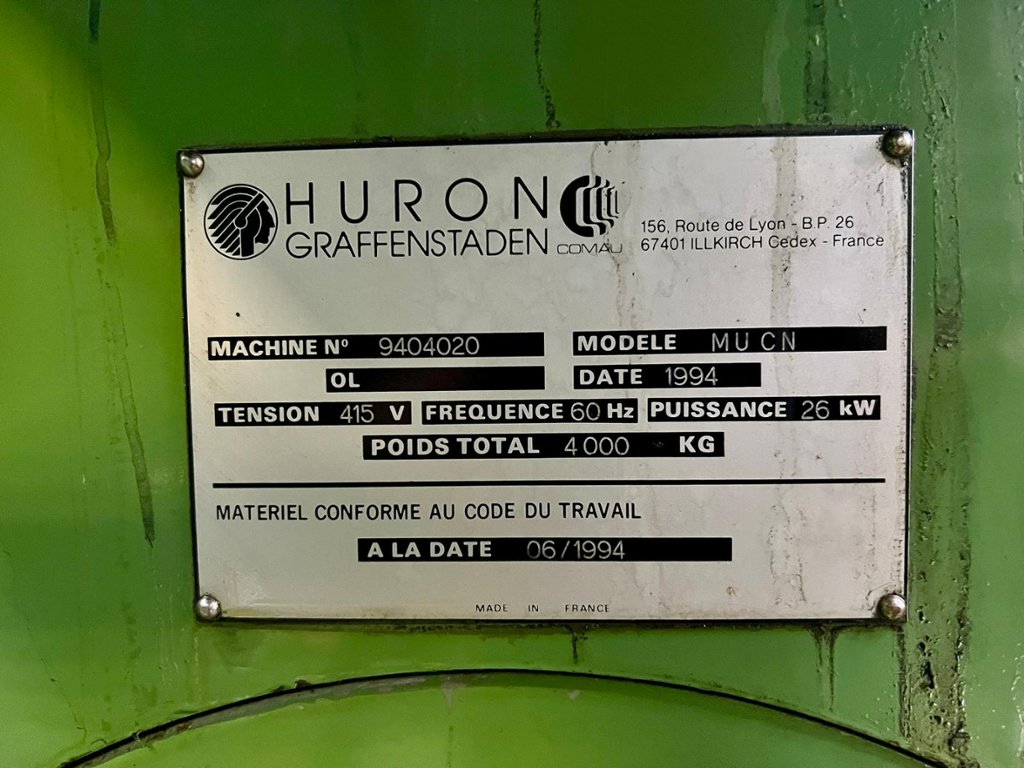 HURON
GRAFFENSTADEN
COMAU
156, Route de Lyon - B.P. 26
67401 ILLKIRCH Cedex - France
MACHINE Nº 9404020
MODELE MU CN
OL
DATE 1994
TENSION 415 V FREQUENCE 60 Hz PUISSANCE 26 kW
POIDS TOTAL 4000 KG
MATERIEL CONFORME AU CODE DU TRAVAIL
A LA DATE 06/1994
MADE IN FRANCE